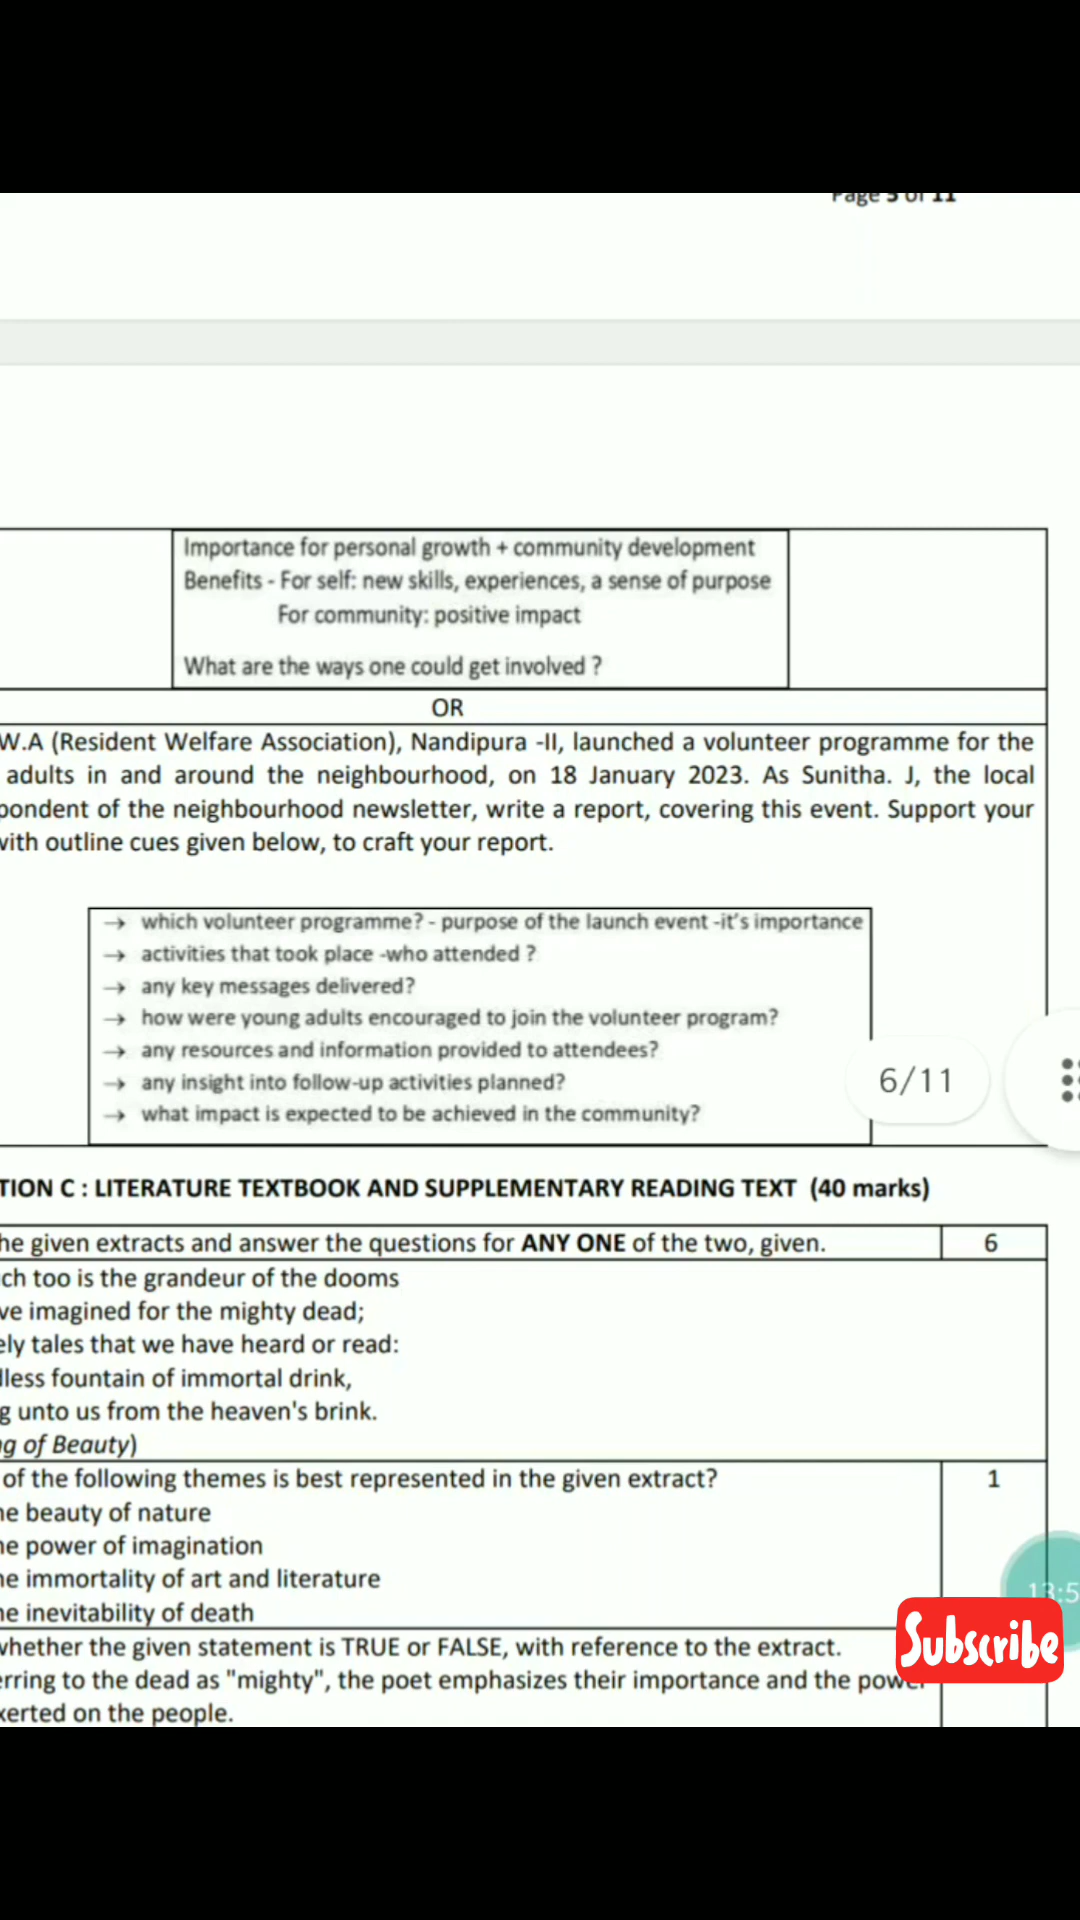 Page 5 of 11
Importance for personal growth + community development
Benefits - For self: new skills, experiences, a sense of purpose
For community: positive impact
What are the ways one could get involved ?
OR
W.A (Resident Welfare Association), Nandipura -II, launched a volunteer programme for the
adults in and around the neighbourhood, on 18 January 2023. As Sunitha. J, the local
pondent of the neighbourhood newsletter, write a report, covering this event. Support your
with outline cues given below, to craft your report.
→ which volunteer programme? - purpose of the launch event -it's importance
→ activities that took place -who attended ?
→ any key messages delivered?
→ how were young adults encouraged to join the volunteer program?
→ any resources and information provided to attendees?
→ any insight into follow-up activities planned?
→ what impact is expected to be achieved in the community?
6/11
TION C : LITERATURE TEXTBOOK AND SUPPLEMENTARY READING TEXT (40 marks)
he given extracts and answer the questions for ANY ONE of the two, given. 6
ch too is the grandeur of the dooms
ve imagined for the mighty dead;
ely tales that we have heard or read:
lless fountain of immortal drink,
g unto us from the heaven's brink.
g of Beauty)
of the following themes is best represented in the given extract? 1
he beauty of nature
he power of imagination
he immortality of art and literature
he inevitability of death
13:5
Subscribe
whether the given statement is TRUE or FALSE, with reference to the extract.
erring to the dead as "mighty", the poet emphasizes their importance and the power
xerted on the people.